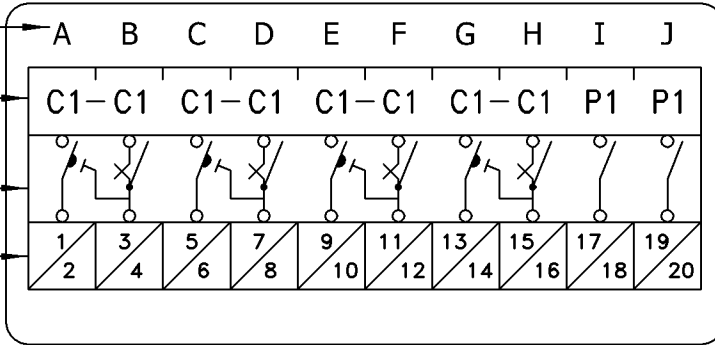 A B C D E F G H I J
C1-C1 C1-C1 C1-C1 C1-C1 P1 P1
1 3 5 7 9 11 13 15 17 19
2 4 6 8 10 12 14 16 18 20